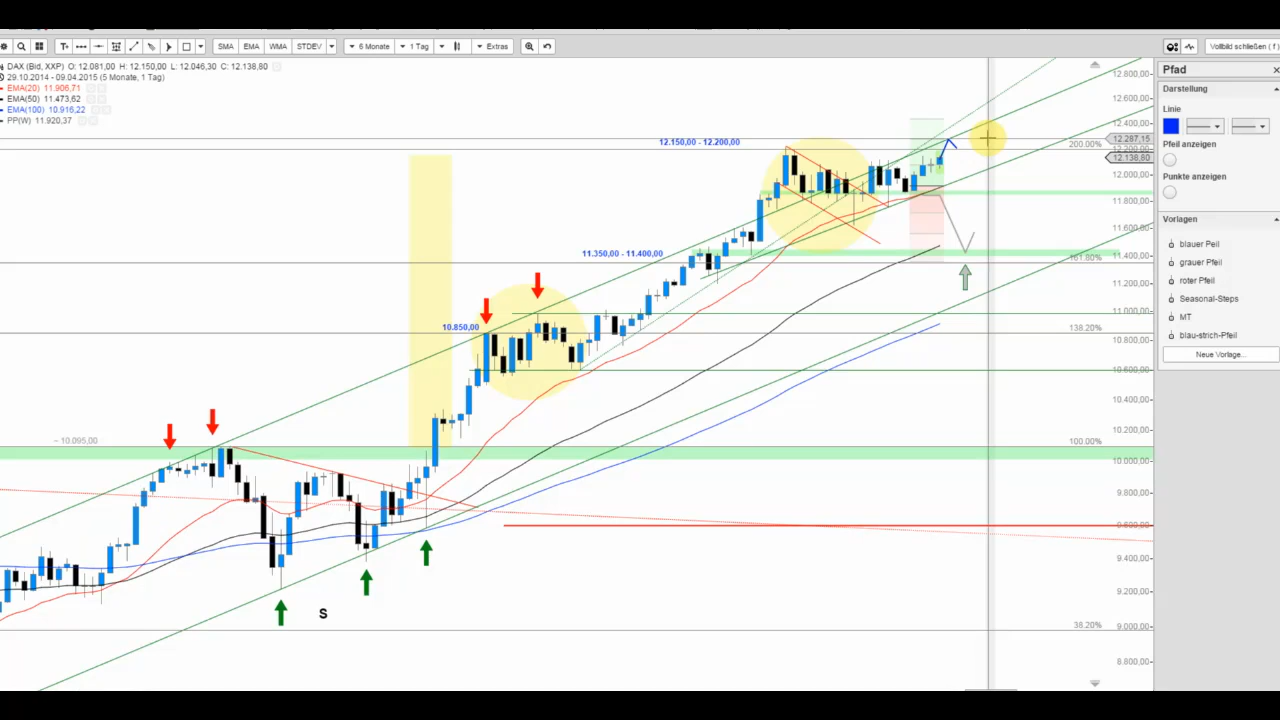 SMA EMA WMA STDEV 6 Monate 1 Tag Extras Vollbild schließen ( f )
DAX (Bid, XXP) O: 12.081,00 H: 12.150,00 L: 12.046,30 C: 12.138,80
29.10.2014 - 09.04.2015 (5 Monate, 1 Tag)
EMA(20) 11.906,71
EMA(50) 11.473,62
EMA(100) 10.916,22
PP(W) 11.920,37
12.150,00 - 12.200,00
11.350,00 - 11.400,00
10.850,00
~ 10.095,00
S
200.00%
161.80%
138.20%
100.00%
38.20%
12.800,00
12.600,00
12.400,00
12.287,15
12.200,00
12.138,80
12.000,00
11.800,00
11.600,00
11.400,00
11.200,00
11.000,00
10.800,00
10.600,00
10.400,00
10.200,00
10.000,00
9.800,00
9.600,00
9.400,00
9.200,00
9.000,00
8.800,00
Pfad
Darstellung
Linie
Pfeil anzeigen
Punkte anzeigen
Vorlagen
blauer Peil
grauer Pfeil
roter Pfeil
Seasonal-Steps
MT
blau-strich-Pfeil
Neue Vorlage...